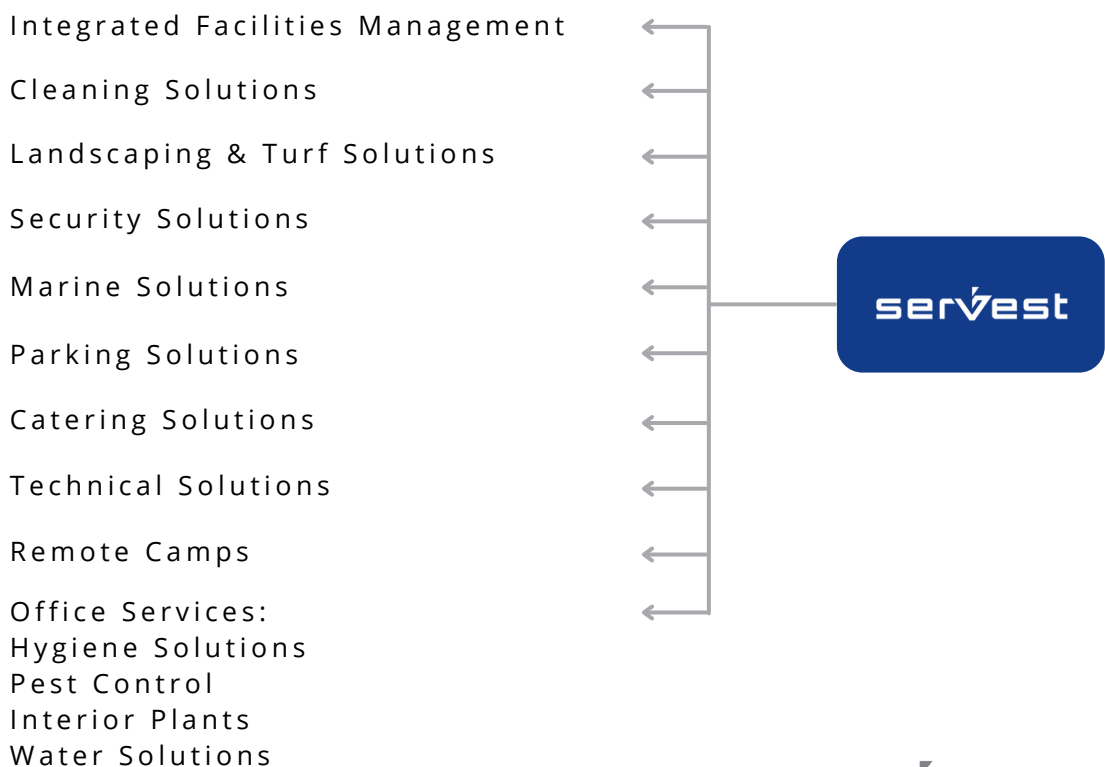 Integrated Facilities Management
Cleaning Solutions
Landscaping & Turf Solutions
Security Solutions
Marine Solutions
servest
Parking Solutions
Catering Solutions
Technical Solutions
Remote Camps
Office Services:
Hygiene Solutions
Pest Control
Interior Plants
Water Solutions